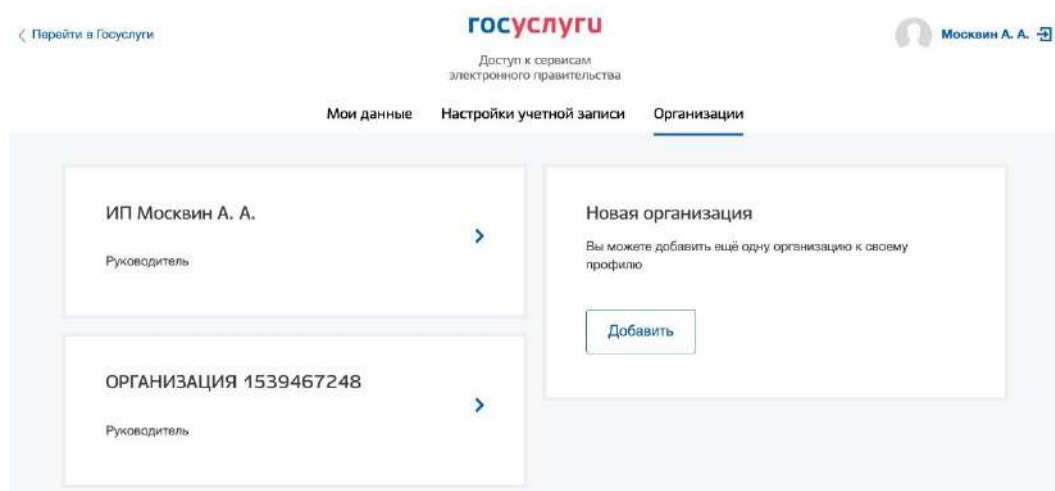 Перейти в Госуслуги
госуслуги
Москвин А. А.
Доступ к сервисам
электронного правительства
Мои данные
Настройки учетной записи
Организации
ИП Москвин А. А.
Руководитель
Новая организация
Вы можете добавить ещё одну организацию к своему
профилю
Добавить
ОРГАНИЗАЦИЯ 1539467248
Руководитель